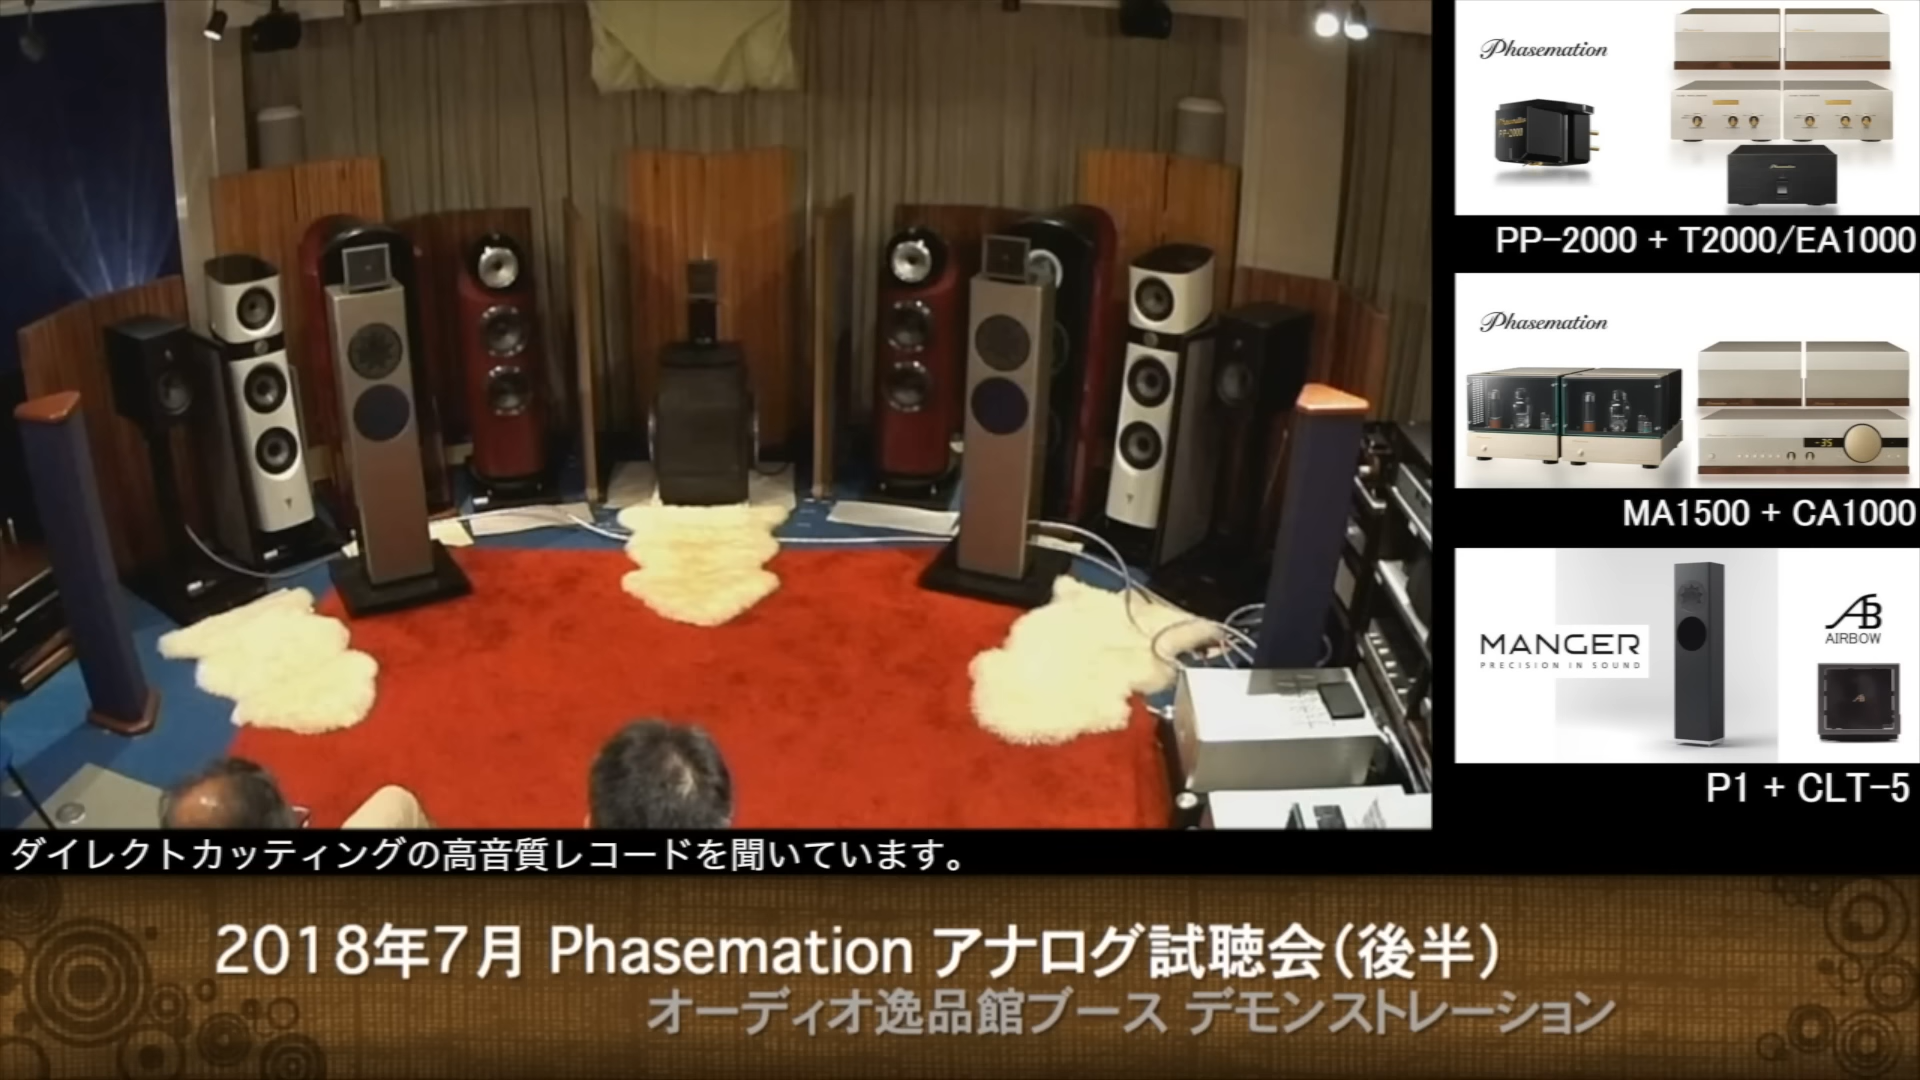 Phasemation
PP-2000
PP-2000 + T2000/EA1000
Phasemation
-35
MA1500 + CA1000
MANGER
PRECISION IN SOUND
AB
AIRBOW
P1 + CLT-5
ダイレクトカッティングの高音質レコードを聞いています。
2018年7月 Phasemation アナログ試聴会(後半)
オーディオ逸品館ブース デモンストレーション